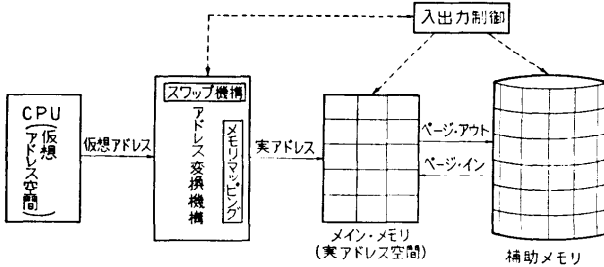 入出力制御
CPU
(仮想
アドレス空間)
仮想アドレス
スワップ機構
アドレス変換機構
メモリマッピング
実アドレス
ページ・アウト
ページ・イン
メイン・メモリ
(実アドレス空間)
補助メモリ